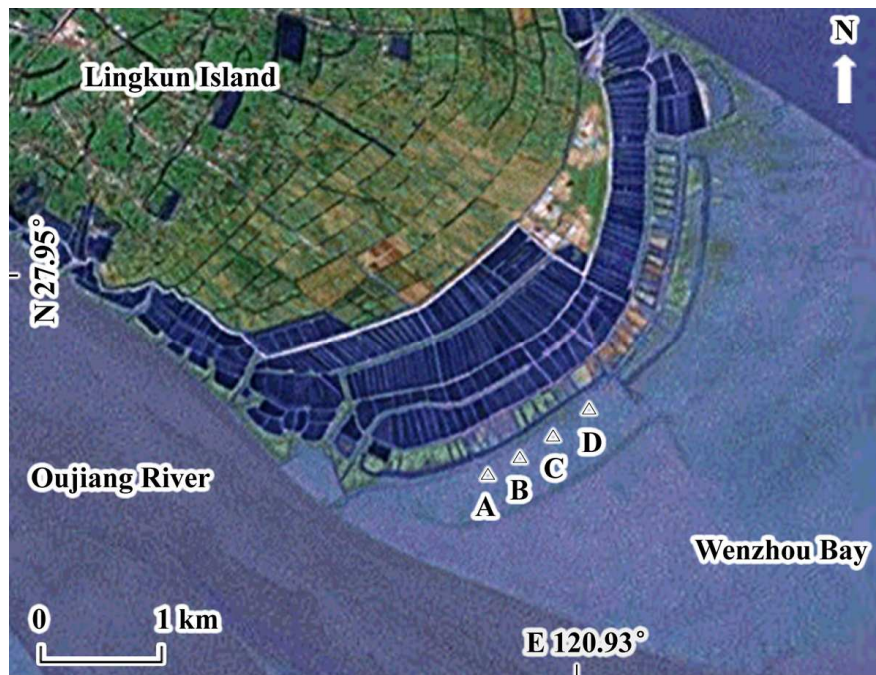 Lingkun Island
N
N 27.95°
D
C
B
A
Oujiang River
Wenzhou Bay
0 1 km
E 120.93°